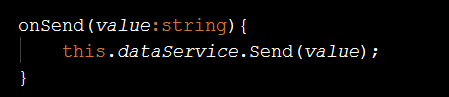 onSend(value:string){
this.dataService.Send(value);
}